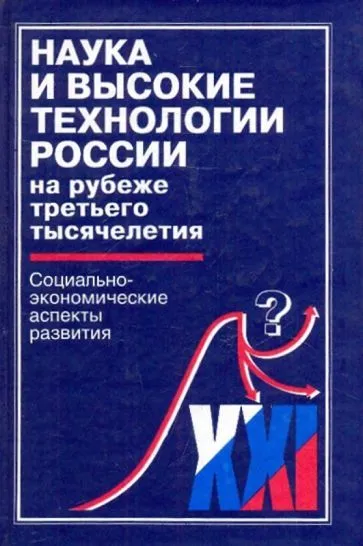 НАУКА
И ВЫСОКИЕ
ТЕХНОЛОГИИ
РОССИИ
на рубеже
третьего
тысячелетия
Социально-
экономические
аспекты
развития
?
XXI